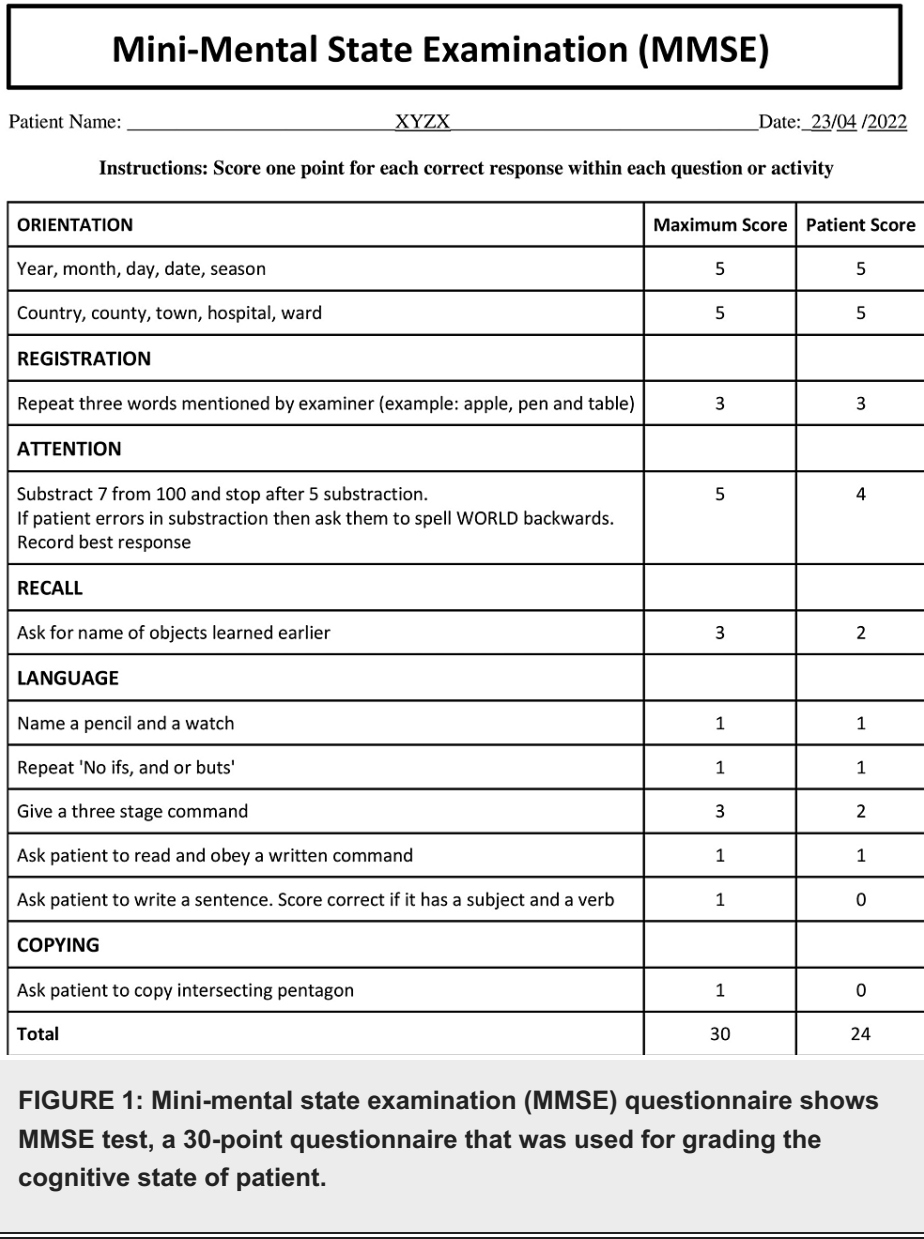 Mini-Mental State Examination (MMSE)
Patient Name: XYZX Date: 23/04 /2022
Instructions: Score one point for each correct response within each question or activity
ORIENTATION Maximum Score Patient Score
Year, month, day, date, season 5 5
Country, county, town, hospital, ward 5 5
REGISTRATION
Repeat three words mentioned by examiner (example: apple, pen and table) 3 3
ATTENTION
Substract 7 from 100 and stop after 5 substraction. 5 4
If patient errors in substraction then ask them to spell WORLD backwards.
Record best response
RECALL
Ask for name of objects learned earlier 3 2
LANGUAGE
Name a pencil and a watch 1 1
Repeat 'No ifs, and or buts' 1 1
Give a three stage command 3 2
Ask patient to read and obey a written command 1 1
Ask patient to write a sentence. Score correct if it has a subject and a verb 1 0
COPYING
Ask patient to copy intersecting pentagon 1 0
Total 30 24
FIGURE 1: Mini-mental state examination (MMSE) questionnaire shows
MMSE test, a 30-point questionnaire that was used for grading the
cognitive state of patient.